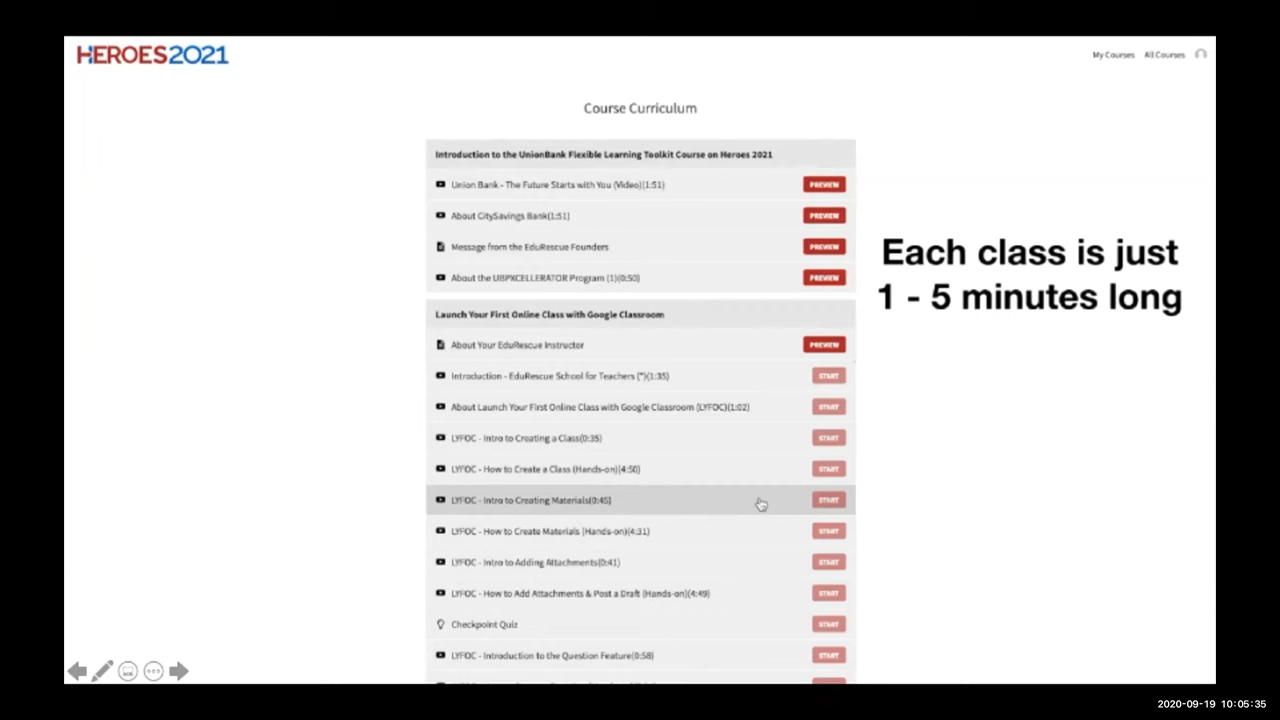 HEROES2021
My Courses All Courses
Course Curriculum
Introduction to the UnionBank Flexible Learning Toolkit Course on Heroes 2021
Union Bank - The Future Starts with You (Video)(1:51)
PREVIEW
About CitySavings Bank(1:51)
PREVIEW
Message from the EduRescue Founders
PREVIEW
About the UBPXCELLERATOR Program (1)(0:50)
PREVIEW
Each class is just
1 - 5 minutes long
Launch Your First Online Class with Google Classroom
About Your EduRescue Instructor
PREVIEW
Introduction - EduRescue School for Teachers (*)(1:35)
START
About Launch Your First Online Class with Google Classroom (LYFOC)(1:02)
START
LYFOC - Intro to Creating a Class(0:35)
START
LYFOC - How to Create a Class (Hands-on)(4:50)
START
LYFOC - Intro to Creating Materials(0:45)
START
LYFOC - How to Create Materials (Hands-on)(4:31)
START
LYFOC - Intro to Adding Attachments(0:41)
START
LYFOC - How to Add Attachments & Post a Draft (Hands-on)(4:49)
START
Checkpoint Quiz
START
LYFOC - Introduction to the Question Feature(0:58)
START
2020-09-19 10:05:35